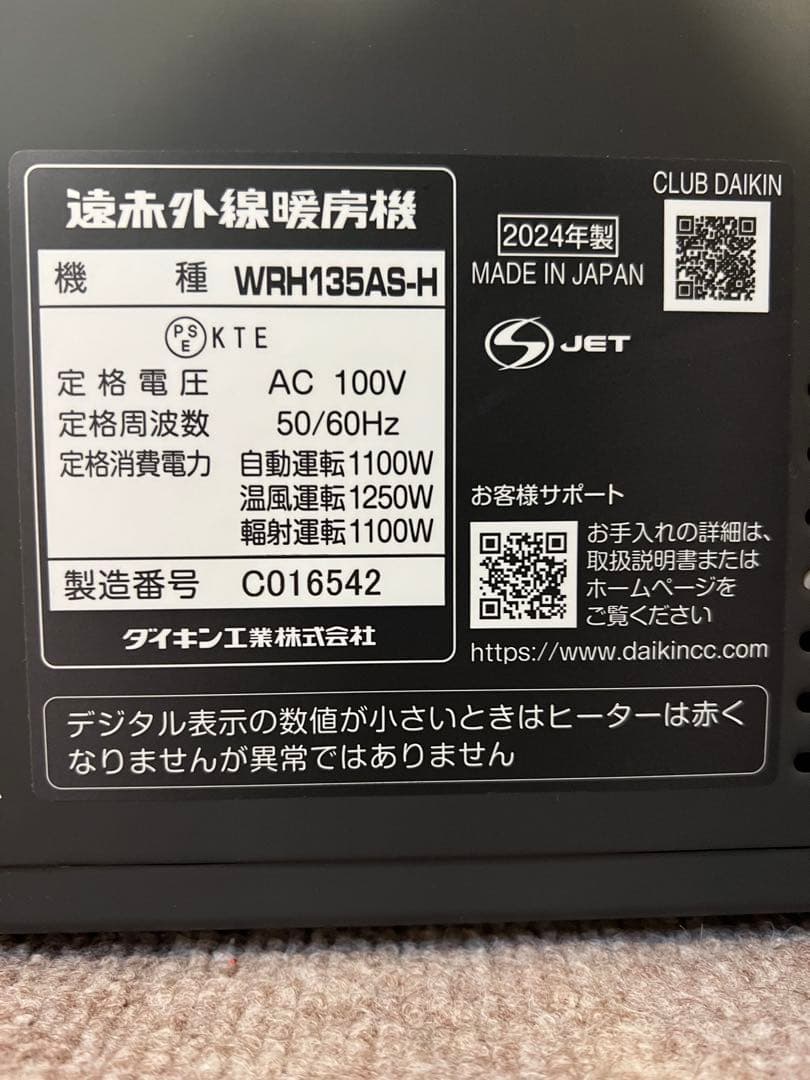 遠赤外線暖房機
機種 WRH135AS-H
PSE KTE
定格電圧 AC 100V
定格周波数 50/60Hz
定格消費電力 自動運転1100W
温風運転1250W
輻射運転1100W
製造番号 C016542
ダイキン工業株式会社
CLUB DAIKIN
2024年製
MADE IN JAPAN
S JET
お客様サポート
お手入れの詳細は、
取扱説明書または
ホームページを
ご覧ください
https://www.daikincc.com
デジタル表示の数値が小さいときはヒーターは赤く
なりませんが異常ではありません